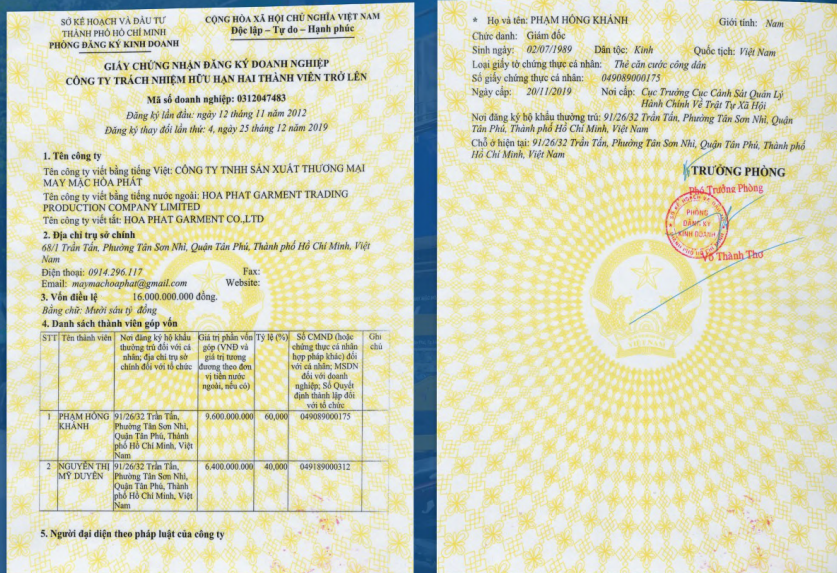 SỞ KẾ HOẠCH VÀ ĐẦU TƯ
THÀNH PHỐ HỒ CHÍ MINH
PHÒNG ĐĂNG KÝ KINH DOANH
CỘNG HÒA XÃ HỘI CHỦ NGHĨA VIỆT NAM
Độc lập – Tự do – Hạnh phúc
GIẤY CHỨNG NHẬN ĐĂNG KÝ DOANH NGHIỆP
CÔNG TY TRÁCH NHIỆM HỮU HẠN HAI THÀNH VIÊN TRỞ LÊN
Mã số doanh nghiệp: 0312047483
Đăng ký lần đầu: ngày 12 tháng 11 năm 2012
Đăng ký thay đổi lần thứ: 4, ngày 25 tháng 12 năm 2019
1. Tên công ty
Tên công ty viết bằng tiếng Việt: CÔNG TY TNHH SẢN XUẤT THƯƠNG MẠI
MAY MẶC HÒA PHÁT
Tên công ty viết bằng tiếng nước ngoài: HOA PHAT GARMENT TRADING
PRODUCTION COMPANY LIMITED
Tên công ty viết tắt: HOA PHAT GARMENT CO.,LTD
2. Địa chỉ trụ sở chính
68/1 Trần Tấn, Phường Tân Sơn Nhì, Quận Tân Phú, Thành phố Hồ Chí Minh, Việt
Nam
Điện thoại: 0914.296.117 Fax:
Email: maymachoaphat@gmail.com Website:
3. Vốn điều lệ 16.000.000.000 đồng.
Bằng chữ: Mười sáu tỷ đồng
4. Danh sách thành viên góp vốn
STT Tên thành viên Nơi đăng ký hộ khẩu thường trú đối với cá nhân; địa chỉ trụ sở chính đối với tổ chức Giá trị phần vốn góp (VNĐ và giá trị tương đương theo đơn vị tiền nước ngoài, nếu có) Tỷ lệ (%) Số CMND (hoặc chứng thực cá nhân hợp pháp khác) đối với cá nhân; MSDN đối với doanh nghiệp; Số Quyết định thành lập đối với tổ chức Ghi chú
1 PHẠM HỒNG KHÁNH 91/26/32 Trần Tấn, Phường Tân Sơn Nhì, Quận Tân Phú, Thành phố Hồ Chí Minh, Việt Nam 9.600.000.000 60,000 049089000175
2 NGUYỄN THỊ MỸ DUYÊN 91/26/32 Trần Tấn, Phường Tân Sơn Nhì, Quận Tân Phú, Thành phố Hồ Chí Minh, Việt Nam 6.400.000.000 40,000 049189000312
5. Người đại diện theo pháp luật của công ty
* Họ và tên: PHẠM HỒNG KHÁNH Giới tính: Nam
Chức danh: Giám đốc
Sinh ngày: 02/07/1989 Dân tộc: Kinh Quốc tịch: Việt Nam
Loại giấy tờ chứng thực cá nhân: Thẻ căn cước công dân
Số giấy chứng thực cá nhân: 049089000175
Ngày cấp: 20/11/2019 Nơi cấp: Cục Trưởng Cục Cảnh Sát Quản Lý
Hành Chính Về Trật Tự Xã Hội
Nơi đăng ký hộ khẩu thường trú: 91/26/32 Trần Tấn, Phường Tân Sơn Nhì, Quận
Tân Phú, Thành phố Hồ Chí Minh, Việt Nam
Chỗ ở hiện tại: 91/26/32 Trần Tấn, Phường Tân Sơn Nhì, Quận Tân Phú, Thành phố
Hồ Chí Minh, Việt Nam
TRƯỞNG PHÒNG
Phó Trưởng Phòng
PHÒNG
ĐĂNG KÝ
KINH DOANH
Võ Thành Thơ